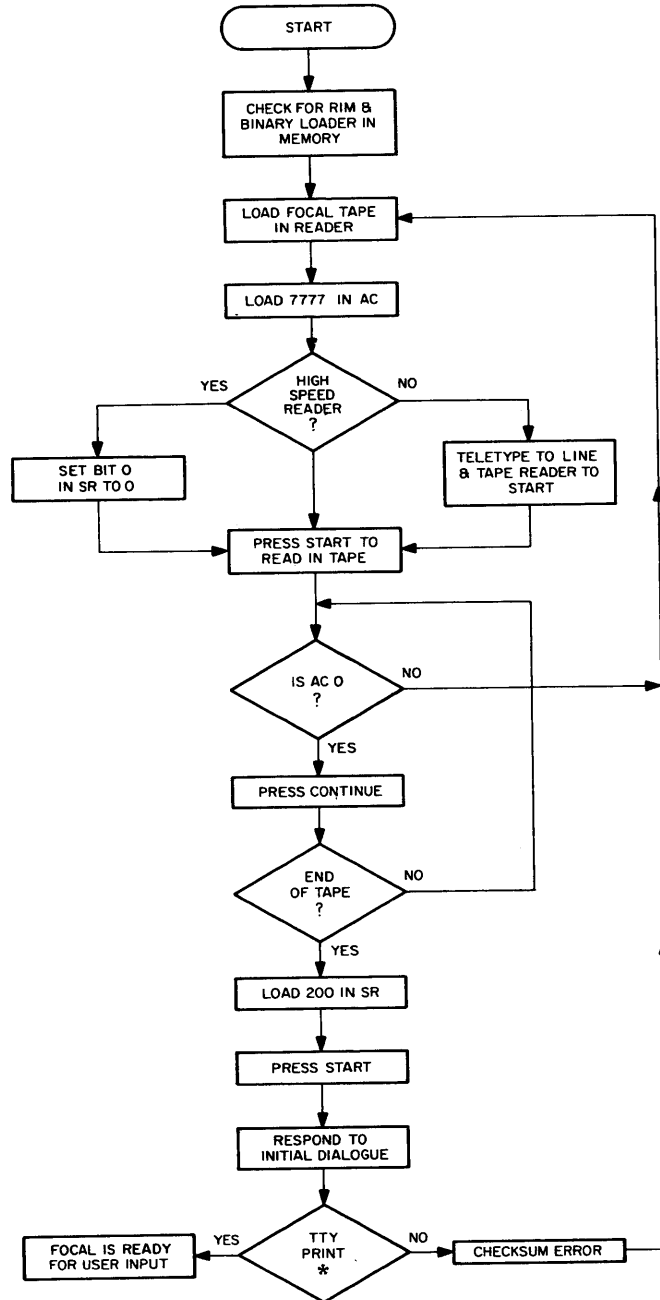 START
CHECK FOR RIM &
BINARY LOADER IN
MEMORY
LOAD FOCAL TAPE
IN READER
LOAD 7777 IN AC
YES
HIGH
SPEED
READER
?
NO
SET BIT 0
IN SR TO 0
TELETYPE TO LINE
& TAPE READER TO
START
PRESS START TO
READ IN TAPE
IS AC 0
?
NO
YES
PRESS CONTINUE
END
OF TAPE
?
NO
YES
LOAD 200 IN SR
PRESS START
RESPOND TO
INITIAL DIALOGUE
YES
TTY
PRINT
*
NO
FOCAL IS READY
FOR USER INPUT
CHECKSUM ERROR